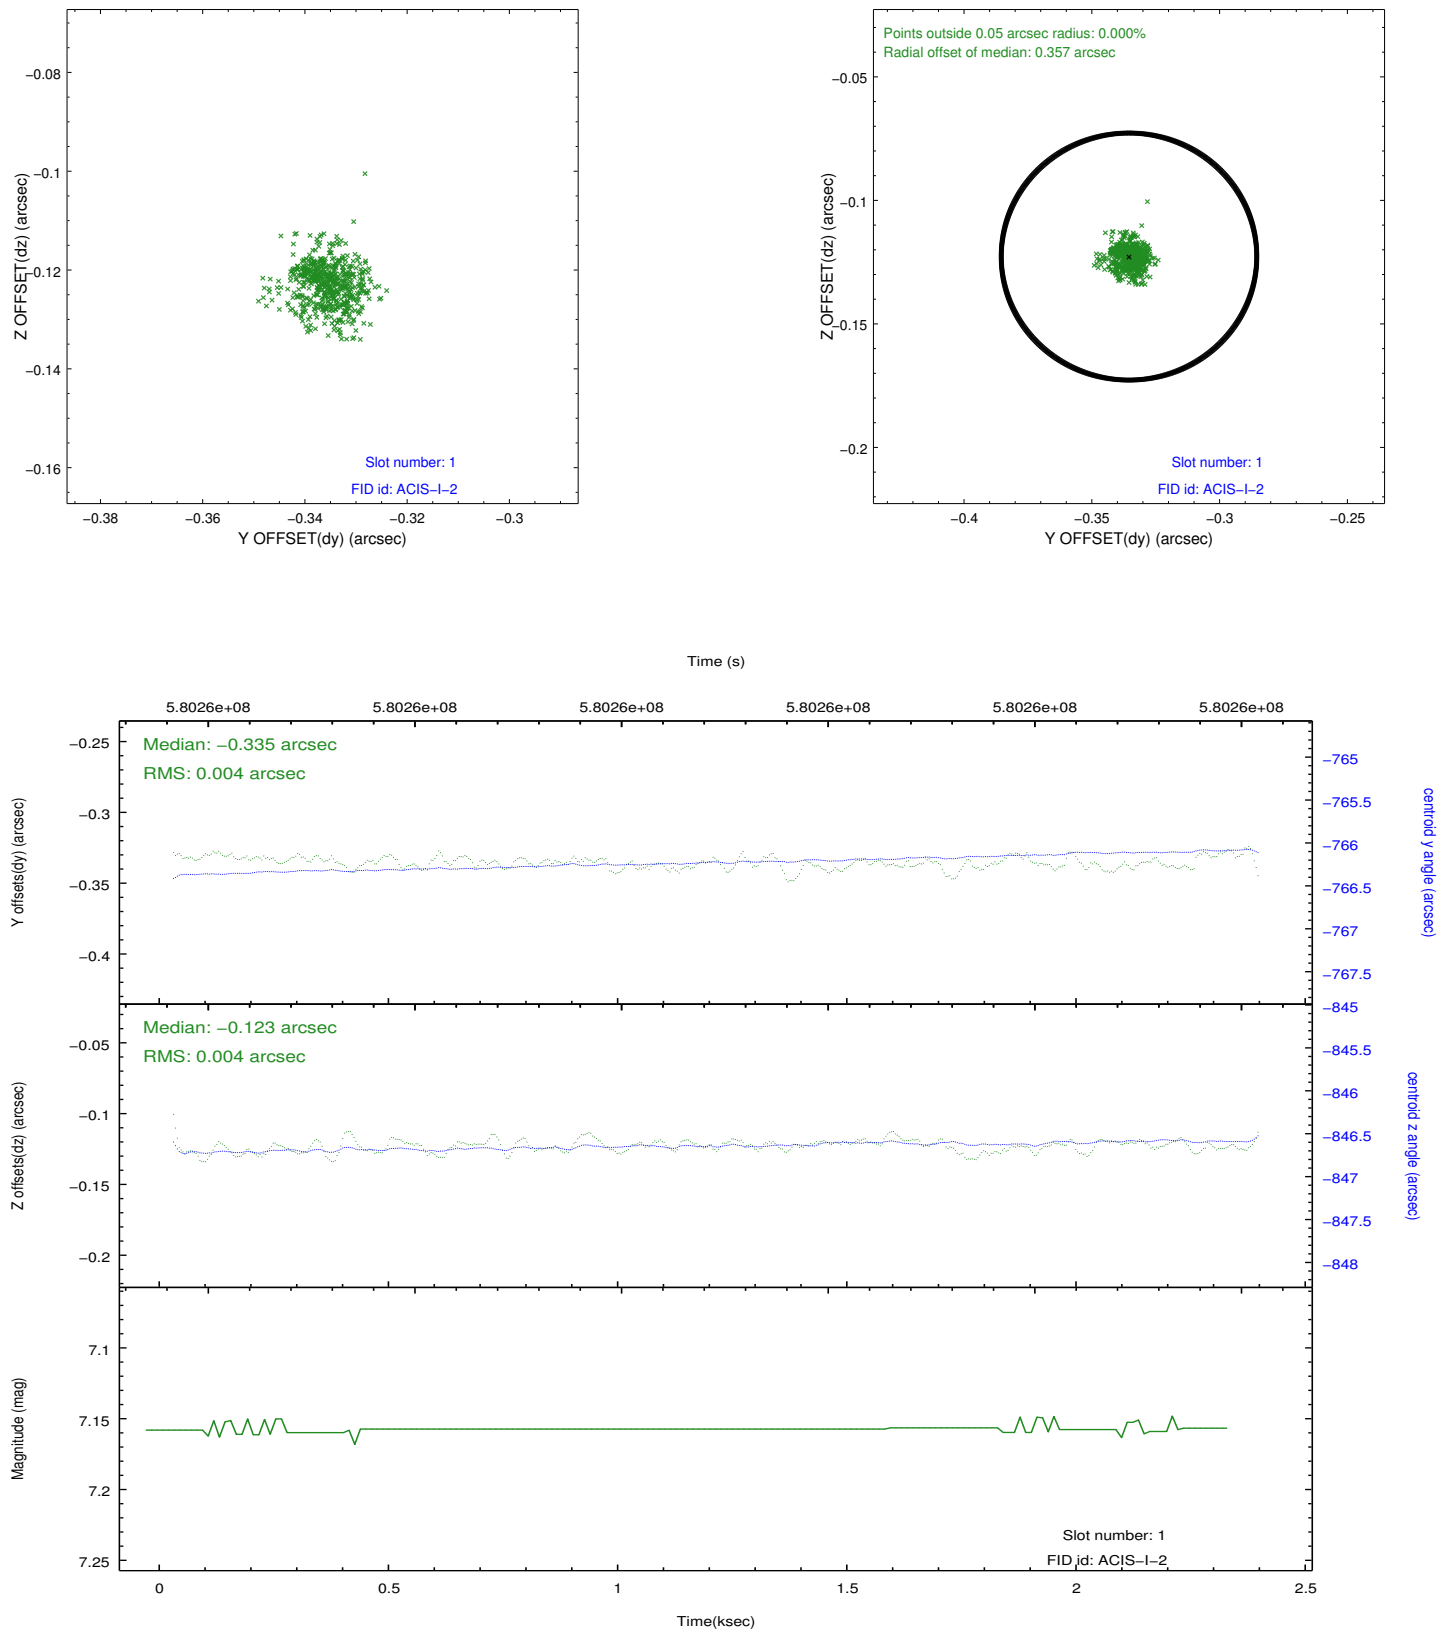 −0.08
−0.1
−0.12
−0.14
−0.16
Z OFFSET(dz) (arcsec)
Slot number: 1
FID id: ACIS−I−2
−0.38
−0.36
−0.34
−0.32
−0.3
Y OFFSET(dy) (arcsec)
Points outside 0.05 arcsec radius: 0.000%
Radial offset of median: 0.357 arcsec
−0.05
−0.1
−0.15
−0.2
Z OFFSET(dz) (arcsec)
Slot number: 1
FID id: ACIS−I−2
−0.4
−0.35
−0.3
−0.25
Y OFFSET(dy) (arcsec)
Time (s)
5.8026e+08
5.8026e+08
5.8026e+08
5.8026e+08
5.8026e+08
5.8026e+08
Median: −0.335 arcsec
RMS: 0.004 arcsec
−0.25
−0.3
−0.35
−0.4
Y offsets(dy) (arcsec)
−765
−765.5
−766
−766.5
−767
−767.5
centroid y angle (arcsec)
Median: −0.123 arcsec
RMS: 0.004 arcsec
−0.05
−0.1
−0.15
−0.2
Z offsets(dz) (arcsec)
−845
−845.5
−846
−846.5
−847
−847.5
−848
centroid z angle (arcsec)
7.1
7.15
7.2
7.25
Magnitude (mag)
Slot number: 1
FID id: ACIS−I−2
0
0.5
1
1.5
2
2.5
Time(ksec)